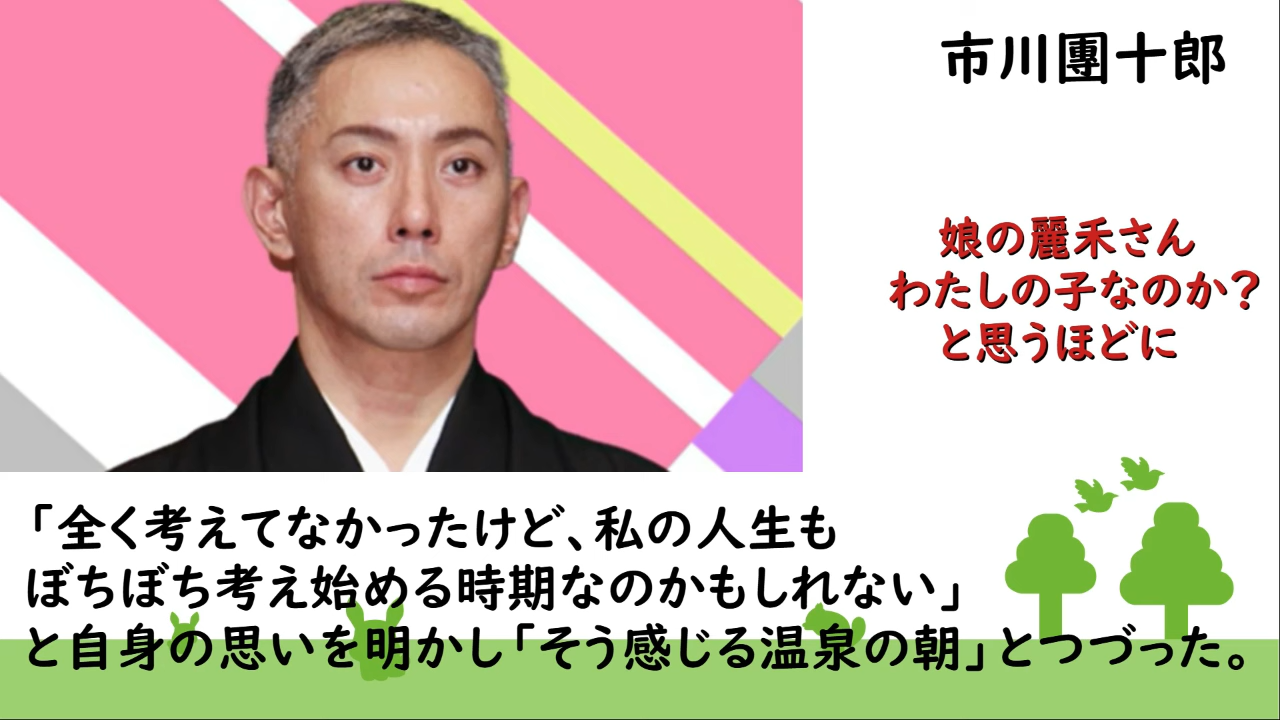 市川團十郎
娘の麗禾さん
わたしの子なのか?
と思うほどに
「全く考えてなかったけど、私の人生も
ぼちぼち考え始める時期なのかもしれない」
と自身の思いを明かし「そう感じる温泉の朝」とつづった。